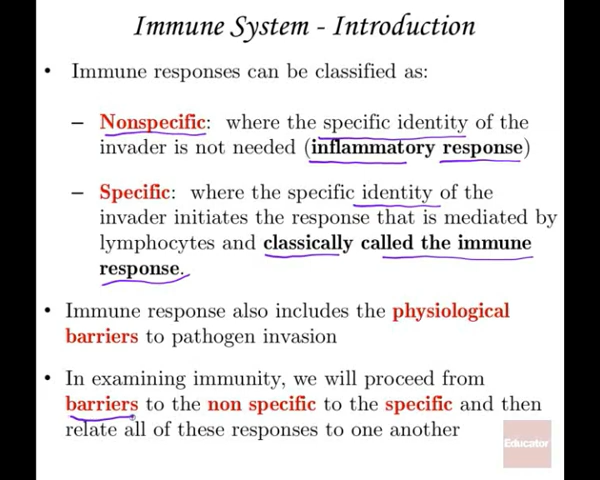 Immune System - Introduction
• Immune responses can be classified as:
– Nonspecific: where the specific identity of the
invader is not needed (inflammatory response)
– Specific: where the specific identity of the
invader initiates the response that is mediated by
lymphocytes and classically called the immune
response.
• Immune response also includes the physiological
barriers to pathogen invasion
• In examining immunity, we will proceed from
barriers to the non specific to the specific and then
relate all of these responses to one another
Educator